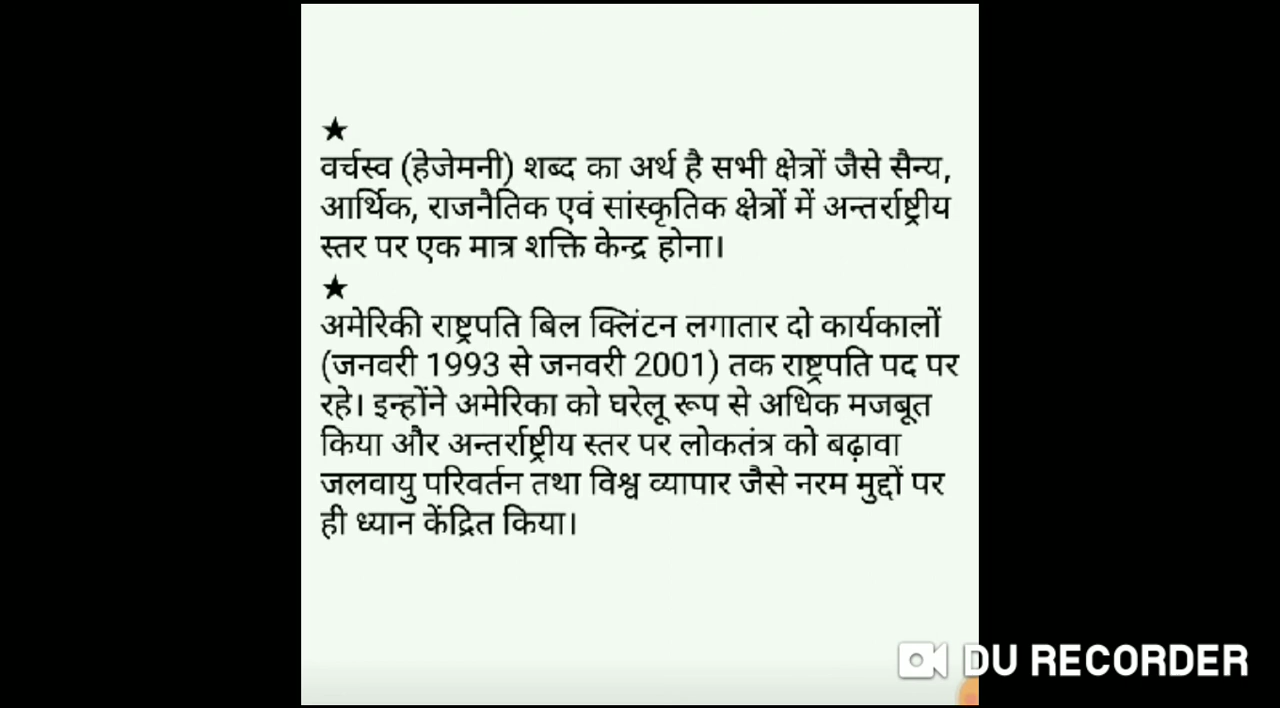 ★
वर्चस्व (हेजेमनी) शब्द का अर्थ है सभी क्षेत्रों जैसे सैन्य,
आर्थिक, राजनैतिक एवं सांस्कृतिक क्षेत्रों में अन्तर्राष्ट्रीय
स्तर पर एक मात्र शक्ति केन्द्र होना।
★
अमेरिकी राष्ट्रपति बिल क्लिंटन लगातार दो कार्यकालों
(जनवरी 1993 से जनवरी 2001) तक राष्ट्रपति पद पर
रहे। इन्होंने अमेरिका को घरेलू रूप से अधिक मजबूत
किया और अन्तर्राष्ट्रीय स्तर पर लोकतंत्र को बढ़ावा
जलवायु परिवर्तन तथा विश्व व्यापार जैसे नरम मुद्दों पर
ही ध्यान केंद्रित किया।
DU RECORDER